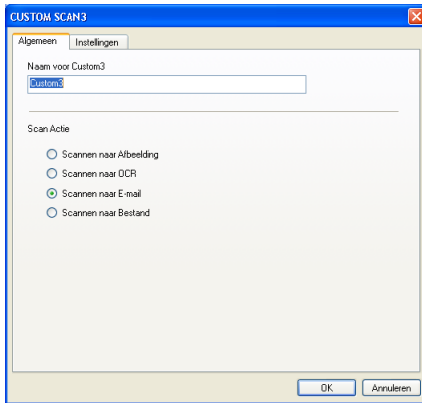 CUSTOM SCAN3
Algemeen Instellingen
Naam voor Custom3
Custom3
Scan Actie
Scannen naar Afbeelding
Scannen naar OCR
Scannen naar E-mail
Scannen naar Bestand
OK Annuleren